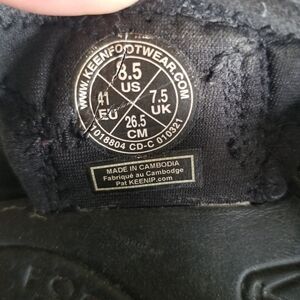 WWW.KEENFOOTWEAR.COM
8.5
US
41
EU
7.5
UK
26.5
CM
1018804 CD-C 010321
MADE IN CAMBODIA
Fabriqué au Cambodge
Pat KEENIP.com